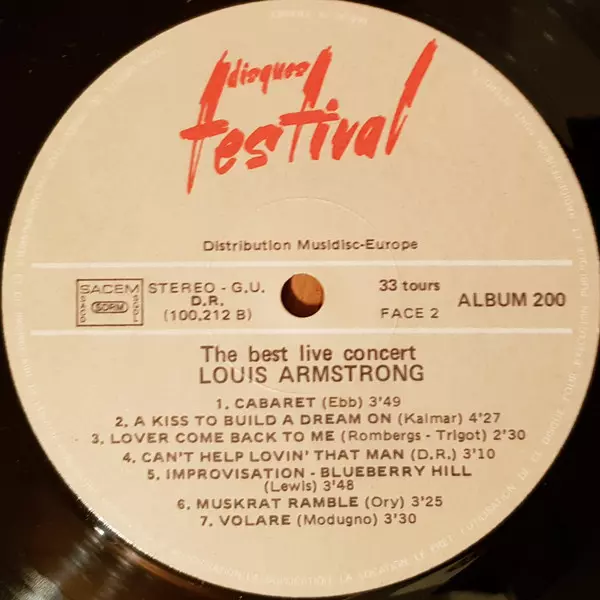 disques
festival
Distribution Musidisc-Europe
SACEM
SDRM
STEREO - G.U.
D.R.
(100,212 B)
33 tours
FACE 2
ALBUM 200
The best live concert
LOUIS ARMSTRONG
1. CABARET (Ebb) 3'49
2. A KISS TO BUILD A DREAM ON (Kalmar) 4'27
3. LOVER COME BACK TO ME (Rombergs - Trigot) 2'30
4. CAN'T HELP LOVIN' THAT MAN (D.R.) 3'10
5. IMPROVISATION - BLUEBERRY HILL
(Lewis) 3'48
6. MUSKRAT RAMBLE (Ory) 3'25
7. VOLARE (Modugno) 3'30